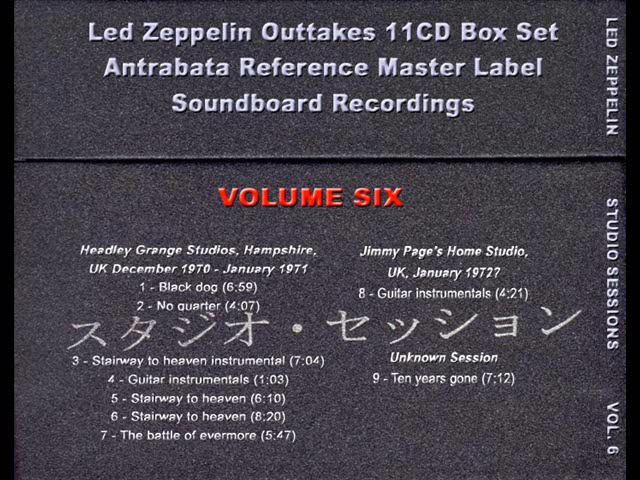 Led Zeppelin Outtakes 11CD Box Set
Antrabata Reference Master Label
Soundboard Recordings
VOLUME SIX
Headley Grange Studios, Hampshire,
UK December 1970 - January 1971
1 - Black dog (6:59)
2 - No quarter (4:07)
Jimmy Page's Home Studio,
UK, January 1972?
8 - Guitar instrumentals (4:21)
スタジオ・セッション
3 - Stairway to heaven instrumental (7:04)
4 - Guitar instrumentals (1:03)
5 - Stairway to heaven (6:10)
6 - Stairway to heaven (8:20)
7 - The battle of evermore (5:47)
Unknown Session
9 - Ten years gone (7:12)
LED ZEPPELIN
STUDIO SESSIONS
VOL. 6